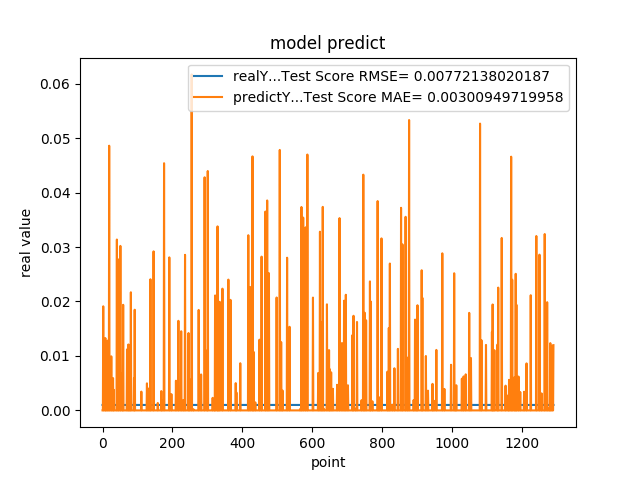 model predict
realY...Test Score RMSE= 0.00772138020187
predictY...Test Score MAE= 0.00300949719958
real value
0.06
0.05
0.04
0.03
0.02
0.01
0.00
0 200 400 600 800 1000 1200
point